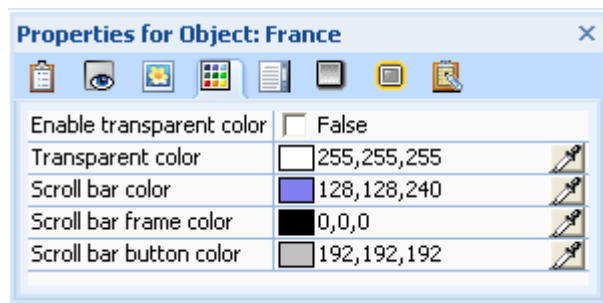 Properties for Object: France
Enable transparent color False
Transparent color 255,255,255
Scroll bar color 128,128,240
Scroll bar frame color 0,0,0
Scroll bar button color 192,192,192